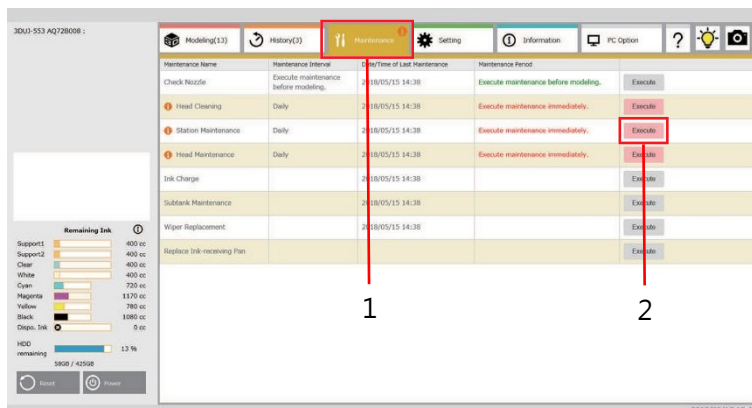 3DUJ-553 AQ72B008 :
Modeling(13)
History(3)
Maintenance
Setting
Information
PC Option
?
Maintenance Name
Maintenance Interval
Date/Time of Last Maintenance
Maintenance Period
Check Nozzle
Execute maintenance before modeling.
2018/05/15 14:38
Execute maintenance before modeling.
Execute
Head Cleaning
Daily
2018/05/15 14:38
Execute maintenance immediately.
Execute
Station Maintenance
Daily
2018/05/15 14:38
Execute maintenance immediately.
Execute
Head Maintenance
Daily
2018/05/15 14:38
Execute maintenance immediately.
Execute
Ink Charge
2018/05/15 14:38
Execute
Subtank Maintenance
2018/05/15 14:38
Execute
Wiper Replacement
2018/05/15 14:38
Execute
Replace Ink-receiving Pan
Execute
Remaining Ink
Support1 400 cc
Support2 400 cc
Clear 400 cc
White 400 cc
Cyan 720 cc
Magenta 1170 cc
Yellow 780 cc
Black 1080 cc
Dispo. Ink 0 cc
HDD remaining 13 %
58GB / 425GB
Reset
Power
1
2